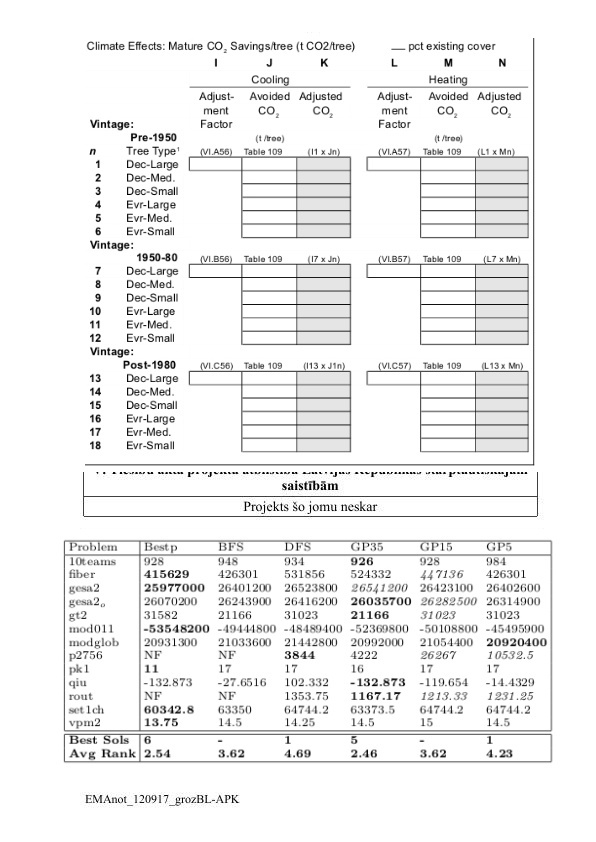 Climate Effects: Mature CO2 Savings/tree (t CO2/tree) __ pct existing cover
I J K L M N
Cooling Heating
Adjust- Avoided Adjusted Adjust- Avoided Adjusted
ment CO2 CO2 ment CO2 CO2
Vintage: Factor Factor
Pre-1950 (t /tree) (t /tree)
n Tree Type1 (VI.A56) Table 109 (I1 x Jn) (VI.A57) Table 109 (L1 x Mn)
1 Dec-Large
2 Dec-Med.
3 Dec-Small
4 Evr-Large
5 Evr-Med.
6 Evr-Small
Vintage:
1950-80 (VI.B56) Table 109 (I7 x Jn) (VI.B57) Table 109 (L7 x Mn)
7 Dec-Large
8 Dec-Med.
9 Dec-Small
10 Evr-Large
11 Evr-Med.
12 Evr-Small
Vintage:
Post-1980 (VI.C56) Table 109 (I13 x J1n) (VI.C57) Table 109 (L13 x Mn)
13 Dec-Large
14 Dec-Med.
15 Dec-Small
16 Evr-Large
17 Evr-Med.
18 Evr-Small
saistībām
Projekts šo jomu neskar
Problem Bestp BFS DFS GP35 GP15 GP5
10teams 928 948 934 926 928 984
fiber 415629 426301 531856 524332 447136 426301
gesa2 25977000 26401200 26523800 26541200 26423100 26402600
gesa2o 26070200 26243900 26416200 26035700 26282500 26314900
gt2 31582 21166 31023 21166 31023 31023
mod011 -53548200 -49444800 -48489400 -52369800 -50108800 -45495900
modglob 20931300 21033600 21442800 20992000 21054400 20920400
p2756 NF NF 3844 4222 26267 10532.5
pk1 11 17 17 16 17 17
qiu -132.873 -27.6516 102.332 -132.873 -119.654 -14.4329
rout NF NF 1353.75 1167.17 1213.33 1231.25
set1ch 60342.8 63350 64744.2 63373.5 64744.2 64744.2
vpm2 13.75 14.5 14.25 14.5 15 14.5
Best Sols 6 - 1 5 - 1
Avg Rank 2.54 3.62 4.69 2.46 3.62 4.23
EMAnot_120917_grozBL-APK